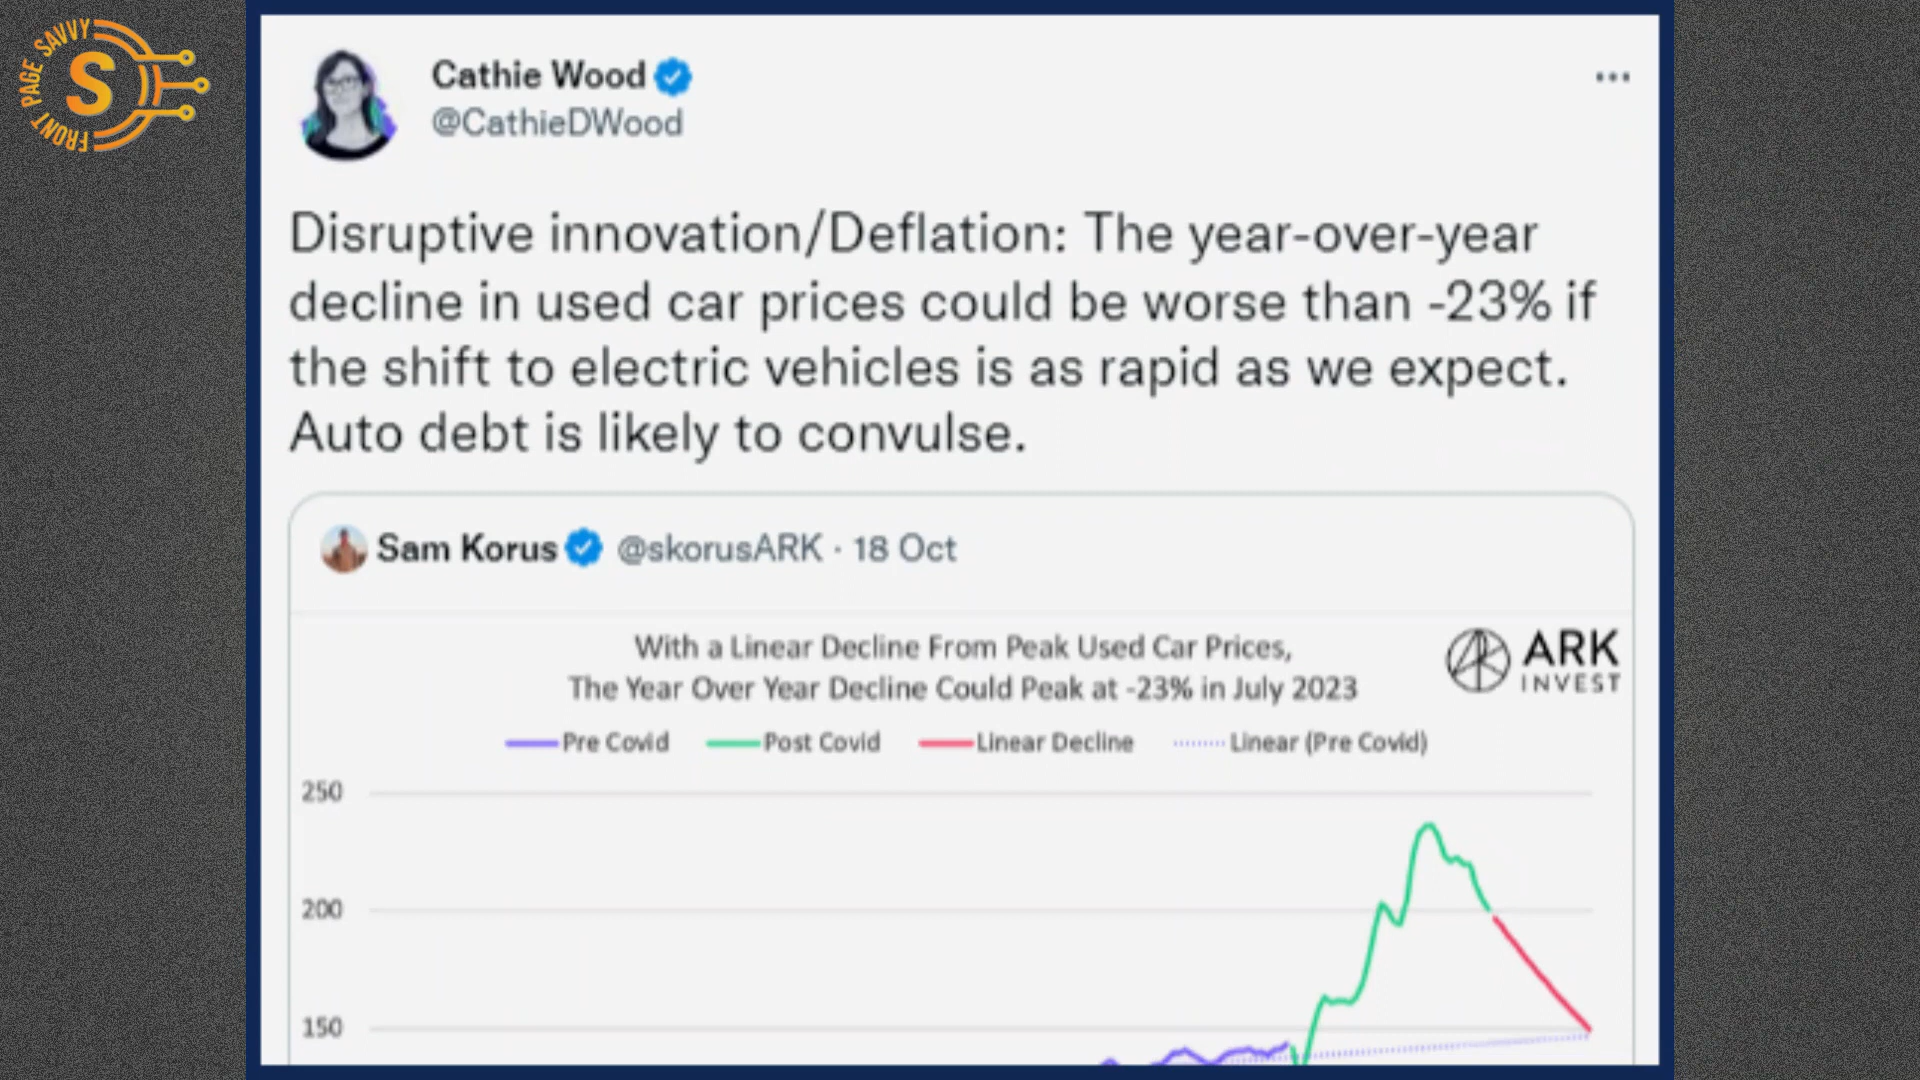 FRONT PAGE SAVVY
S
Cathie Wood
@CathieDWood
Disruptive innovation/Deflation: The year-over-year
decline in used car prices could be worse than -23% if
the shift to electric vehicles is as rapid as we expect.
Auto debt is likely to convulse.
Sam Korus @skorusARK · 18 Oct
With a Linear Decline From Peak Used Car Prices,
The Year Over Year Decline Could Peak at -23% in July 2023
ARK
INVEST
Pre Covid Post Covid Linear Decline Linear (Pre Covid)
250
200
150